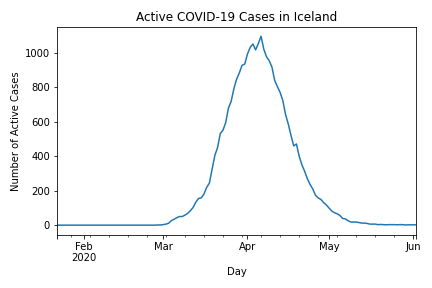 Active COVID-19 Cases in Iceland
Number of Active Cases
1000
800
600
400
200
0
Feb
2020
Mar
Apr
May
Jun
Day